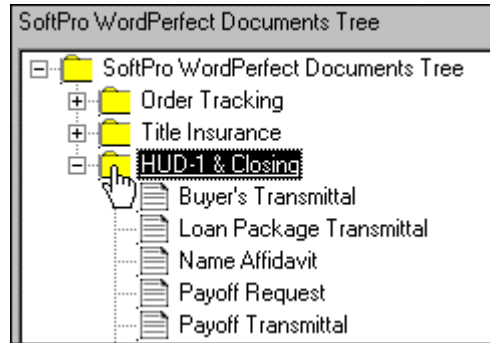 SoftPro WordPerfect Documents Tree
SoftPro WordPerfect Documents Tree
Order Tracking
Title Insurance
HUD-1 & Closing
Buyer's Transmittal
Loan Package Transmittal
Name Affidavit
Payoff Request
Payoff Transmittal